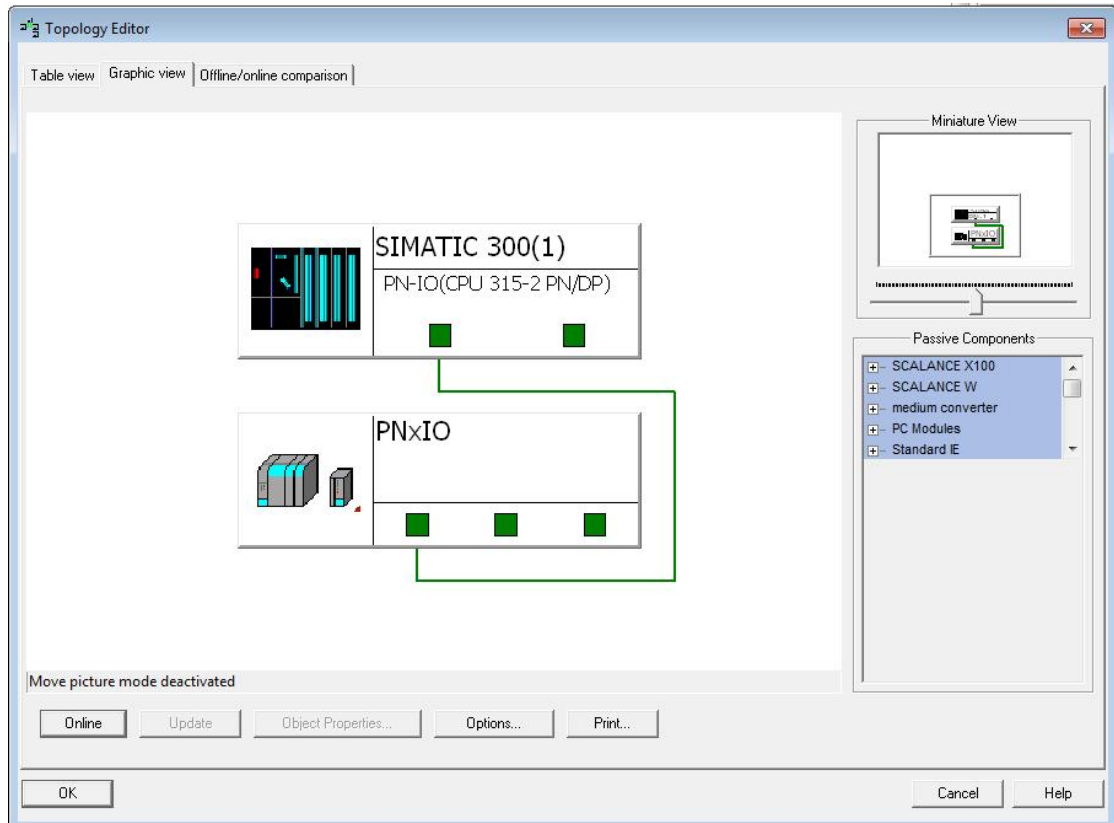 Topology Editor
Table view Graphic view Offline/online comparison
Miniature View
SIMATIC 300(1)
PN-IO(CPU 315-2 PN/DP)
PNxIO
PNxIO
Passive Components
SCALANCE X100
SCALANCE W
medium converter
PC Modules
Standard IE
Move picture mode deactivated
Online Update Object Properties... Options... Print...
OK Cancel Help